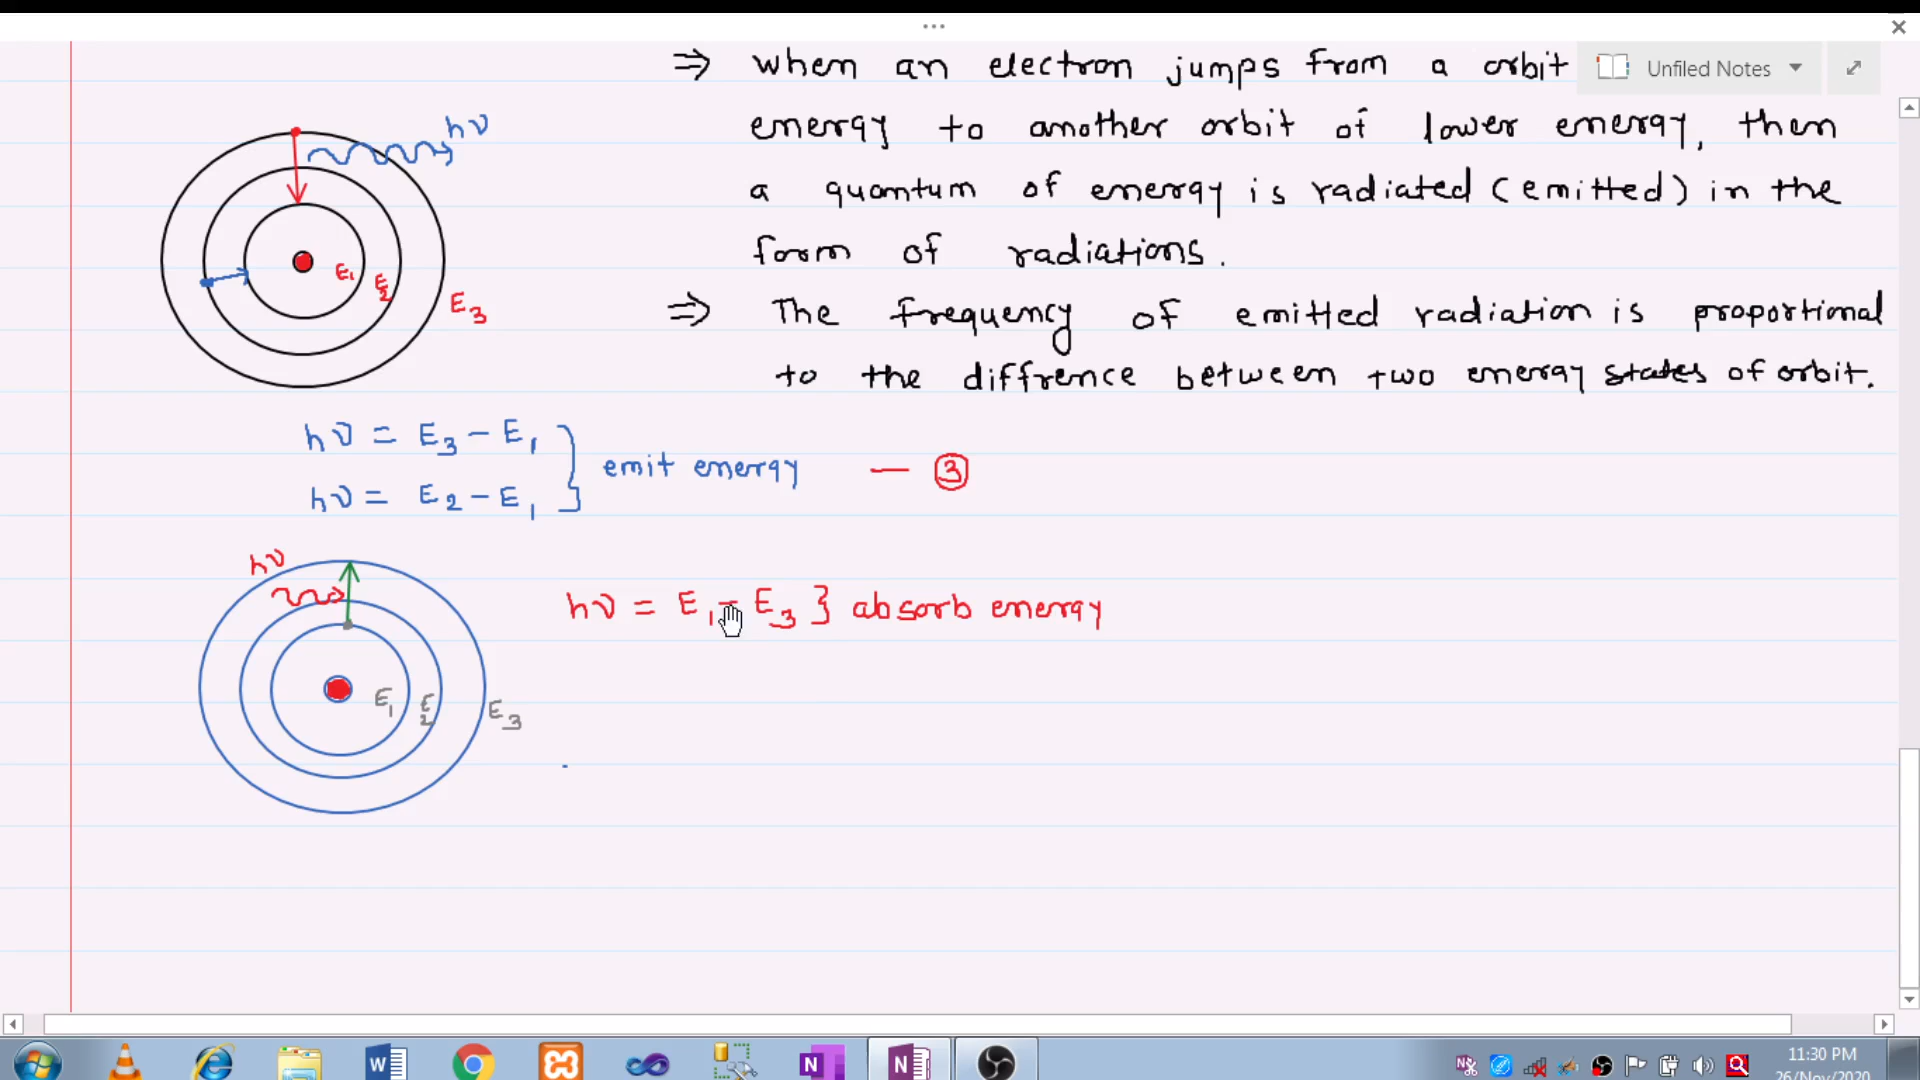 ⇒ when an electron jumps from a orbit
Unfiled Notes
energy to another orbit of lower energy, then
a quantum of energy is radiated (emitted) in the
form of radiations.
⇒ The frequency of emitted radiation is proportional
to the diffrence between two energy states of orbit.
hν
E1 E2 E3
hν = E3 - E1
hν = E2 - E1
} emit energy — ③
hν
hν = E1 - E3 } absorb energy
E1 E2 E3
11:30 PM
26/Nov/2020